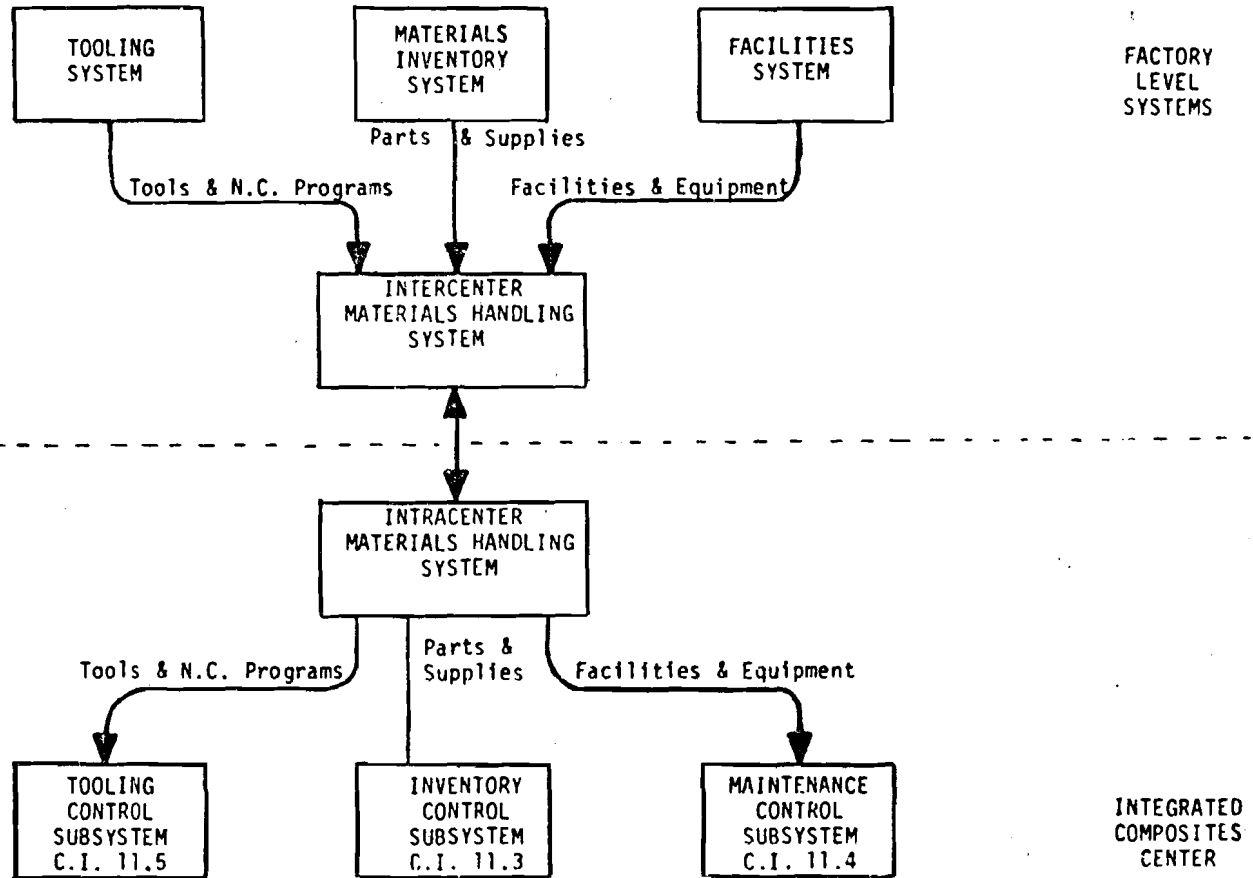 TOOLING
SYSTEM
MATERIALS
INVENTORY
SYSTEM
FACILITIES
SYSTEM
FACTORY
LEVEL
SYSTEMS
Parts & Supplies
Tools & N.C. Programs
Facilities & Equipment
INTERCENTER
MATERIALS HANDLING
SYSTEM
INTRACENTER
MATERIALS HANDLING
SYSTEM
Tools & N.C. Programs
Parts &
Supplies
Facilities & Equipment
TOOLING
CONTROL
SUBSYSTEM
C.I. 11.5
INVENTORY
CONTROL
SUBSYSTEM
C.I. 11.3
MAINTENANCE
CONTROL
SUBSYSTEM
C.I. 11.4
INTEGRATED
COMPOSITES
CENTER